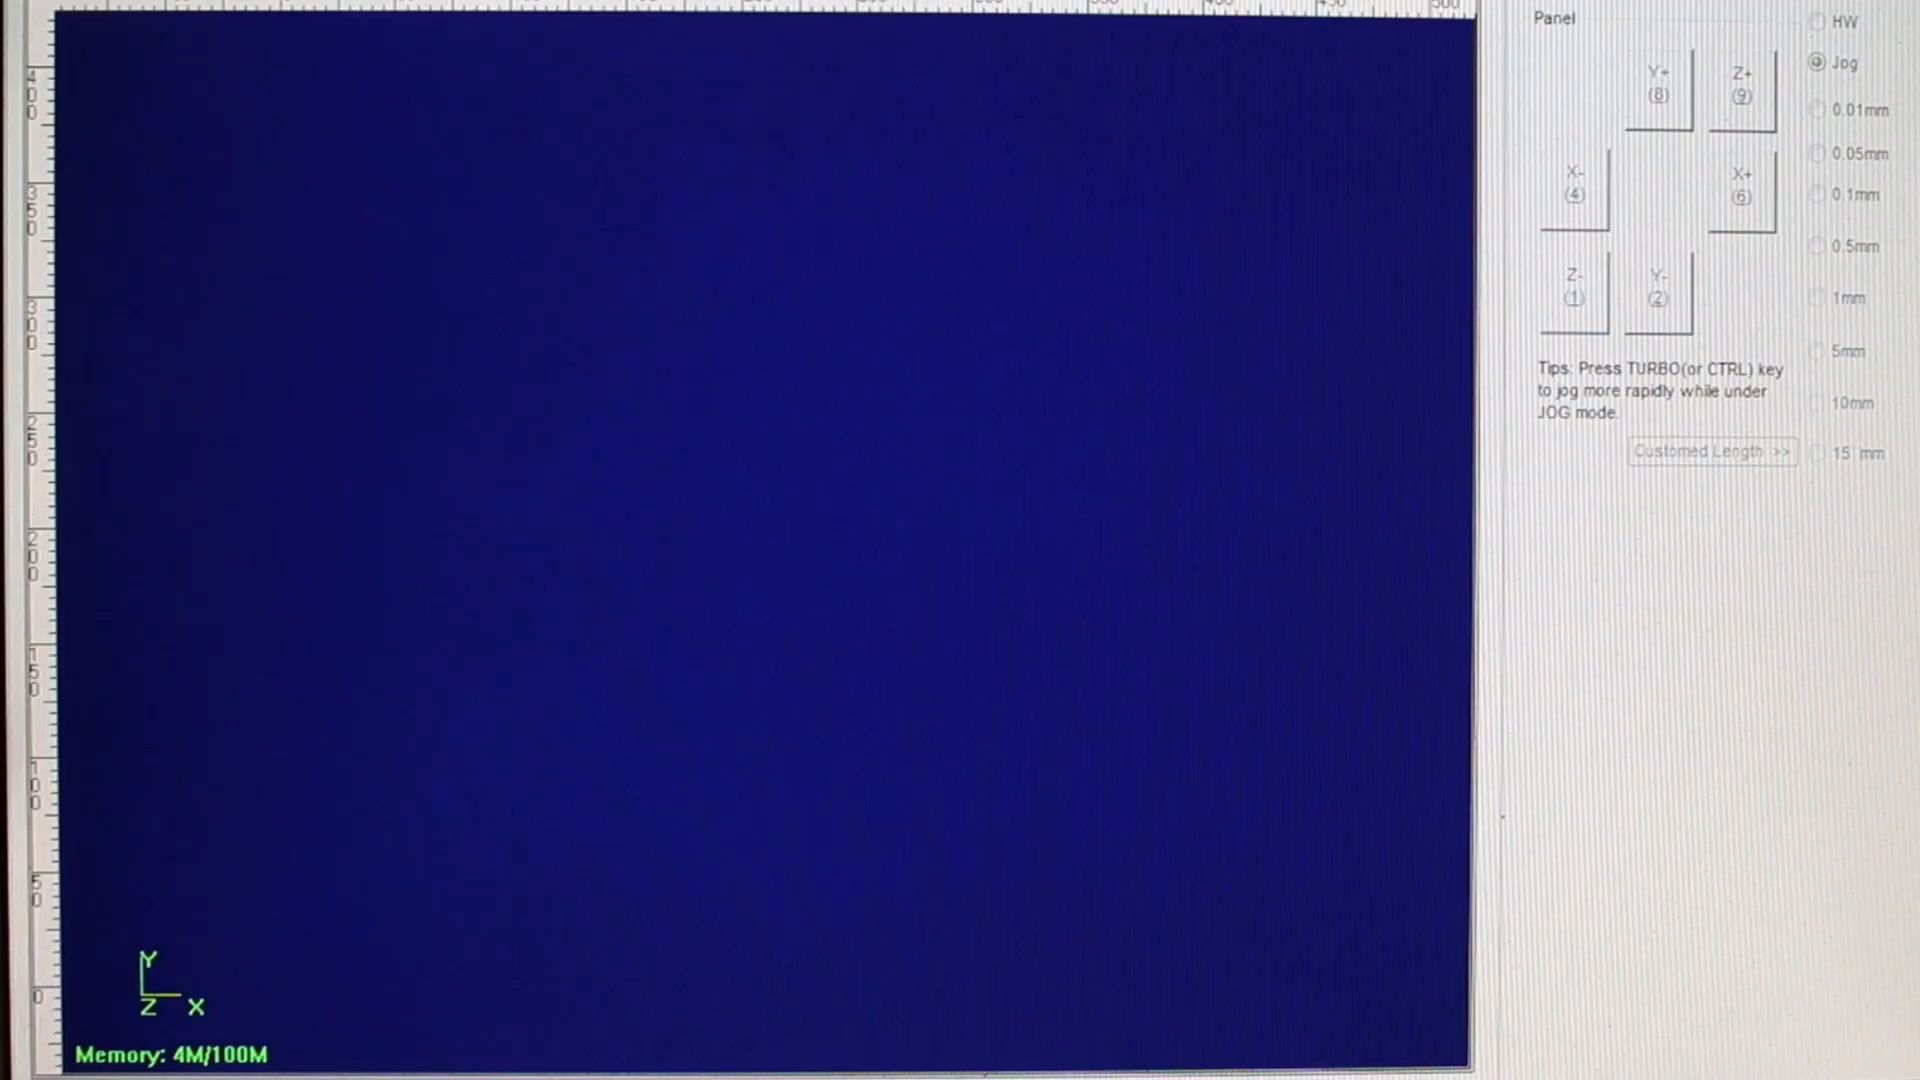 Panel
HW
Y+
(8)
Z+
(9)
Jog
0.01mm
0.05mm
X-
(4)
X+
(6)
0.1mm
0.5mm
Z-
(1)
Y-
(2)
1mm
5mm
Tips: Press TURBO(or CTRL) key
to jog more rapidly while under
JOG mode.
10mm
Customed Length >>
15 mm
400
350
300
250
200
150
100
50
0
Y
Z X
Memory: 4M/100M